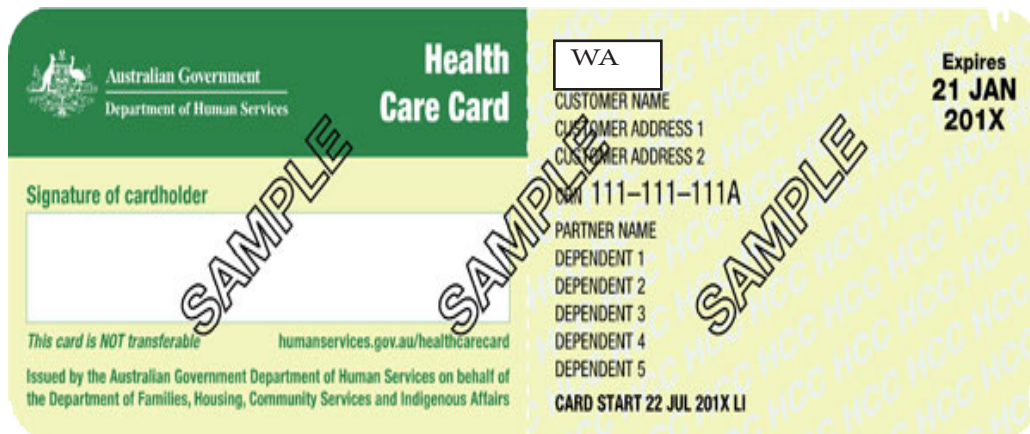 Australian Government
Department of Human Services
Health
Care Card
Signature of cardholder
This card is NOT transferable
humanservices.gov.au/healthcarecard
Issued by the Australian Government Department of Human Services on behalf of
the Department of Families, Housing, Community Services and Indigenous Affairs
WA
CUSTOMER NAME
CUSTOMER ADDRESS 1
CUSTOMER ADDRESS 2
CRN 111–111–111A
PARTNER NAME
DEPENDENT 1
DEPENDENT 2
DEPENDENT 3
DEPENDENT 4
DEPENDENT 5
CARD START 22 JUL 201X LI
Expires
21 JAN
201X
SAMPLE
SAMPLE
SAMPLE
HCC HCC HCC HCC